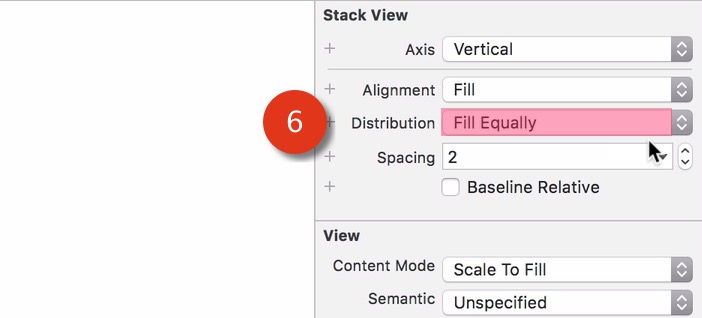 Stack View
Axis Vertical
Alignment Fill
6 Distribution Fill Equally
Spacing 2
Baseline Relative
View
Content Mode Scale To Fill
Semantic Unspecified